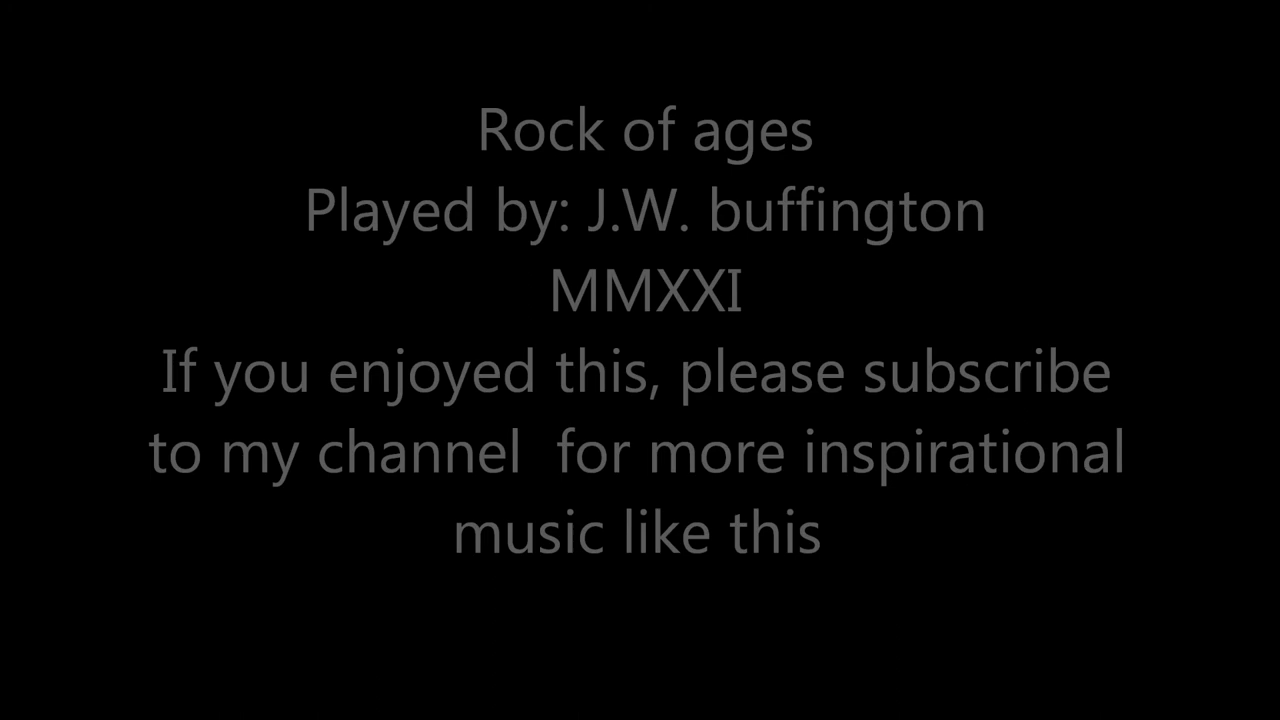 Rock of ages
Played by: J.W. buffington
MMXXI
If you enjoyed this, please subscribe
to my channel  for more inspirational
music like this